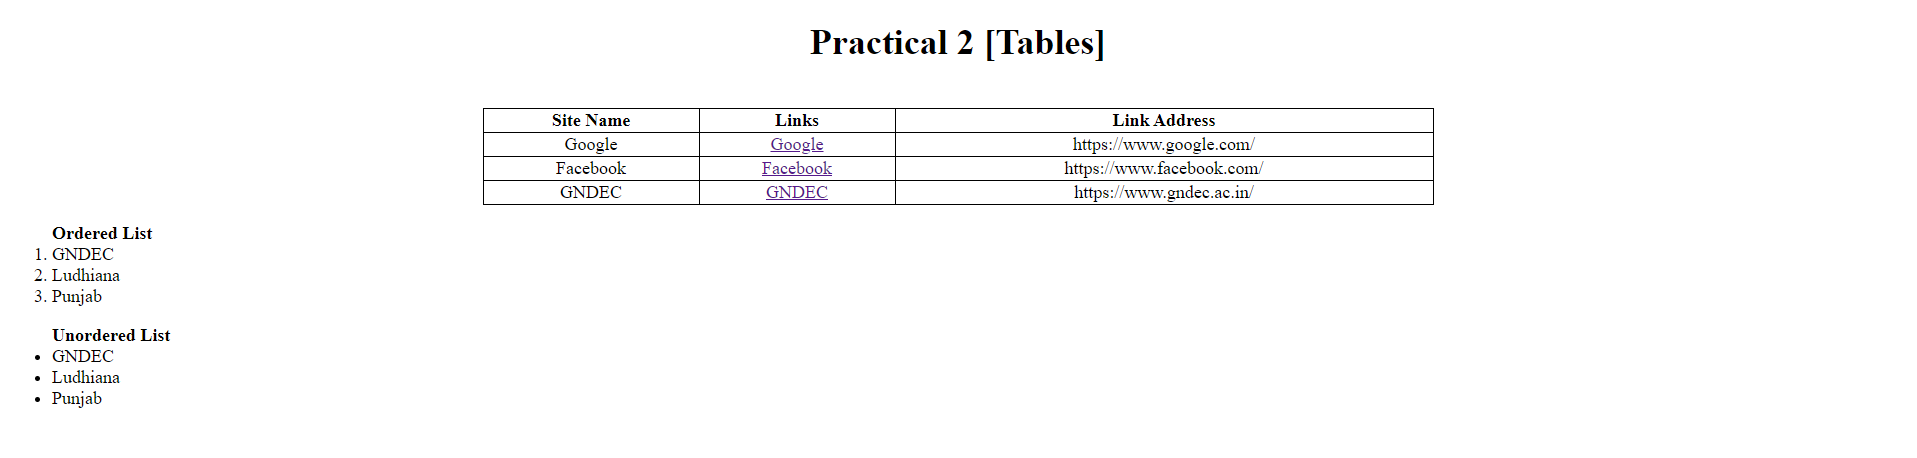 Practical 2 [Tables]
Site Name Links Link Address
Google Google https://www.google.com/
Facebook Facebook https://www.facebook.com/
GNDEC GNDEC https://www.gndec.ac.in/
Ordered List
1. GNDEC
2. Ludhiana
3. Punjab
Unordered List
• GNDEC
• Ludhiana
• Punjab